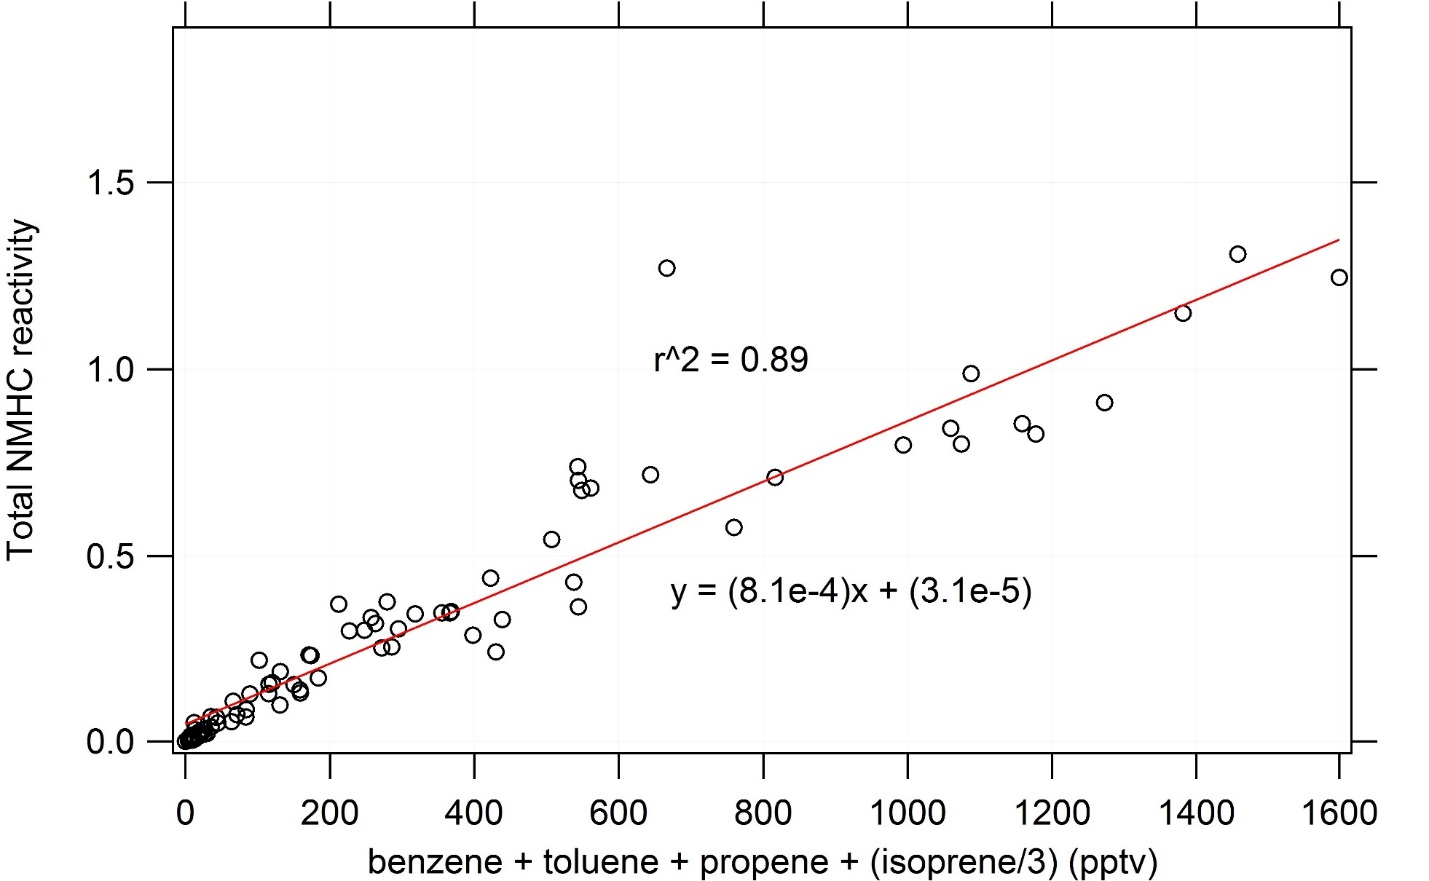 Total NMHC reactivity
1.5
1.0
0.5
0.0
r^2 = 0.89
y = (8.1e-4)x + (3.1e-5)
0 200 400 600 800 1000 1200 1400 1600
benzene + toluene + propene + (isoprene/3) (pptv)